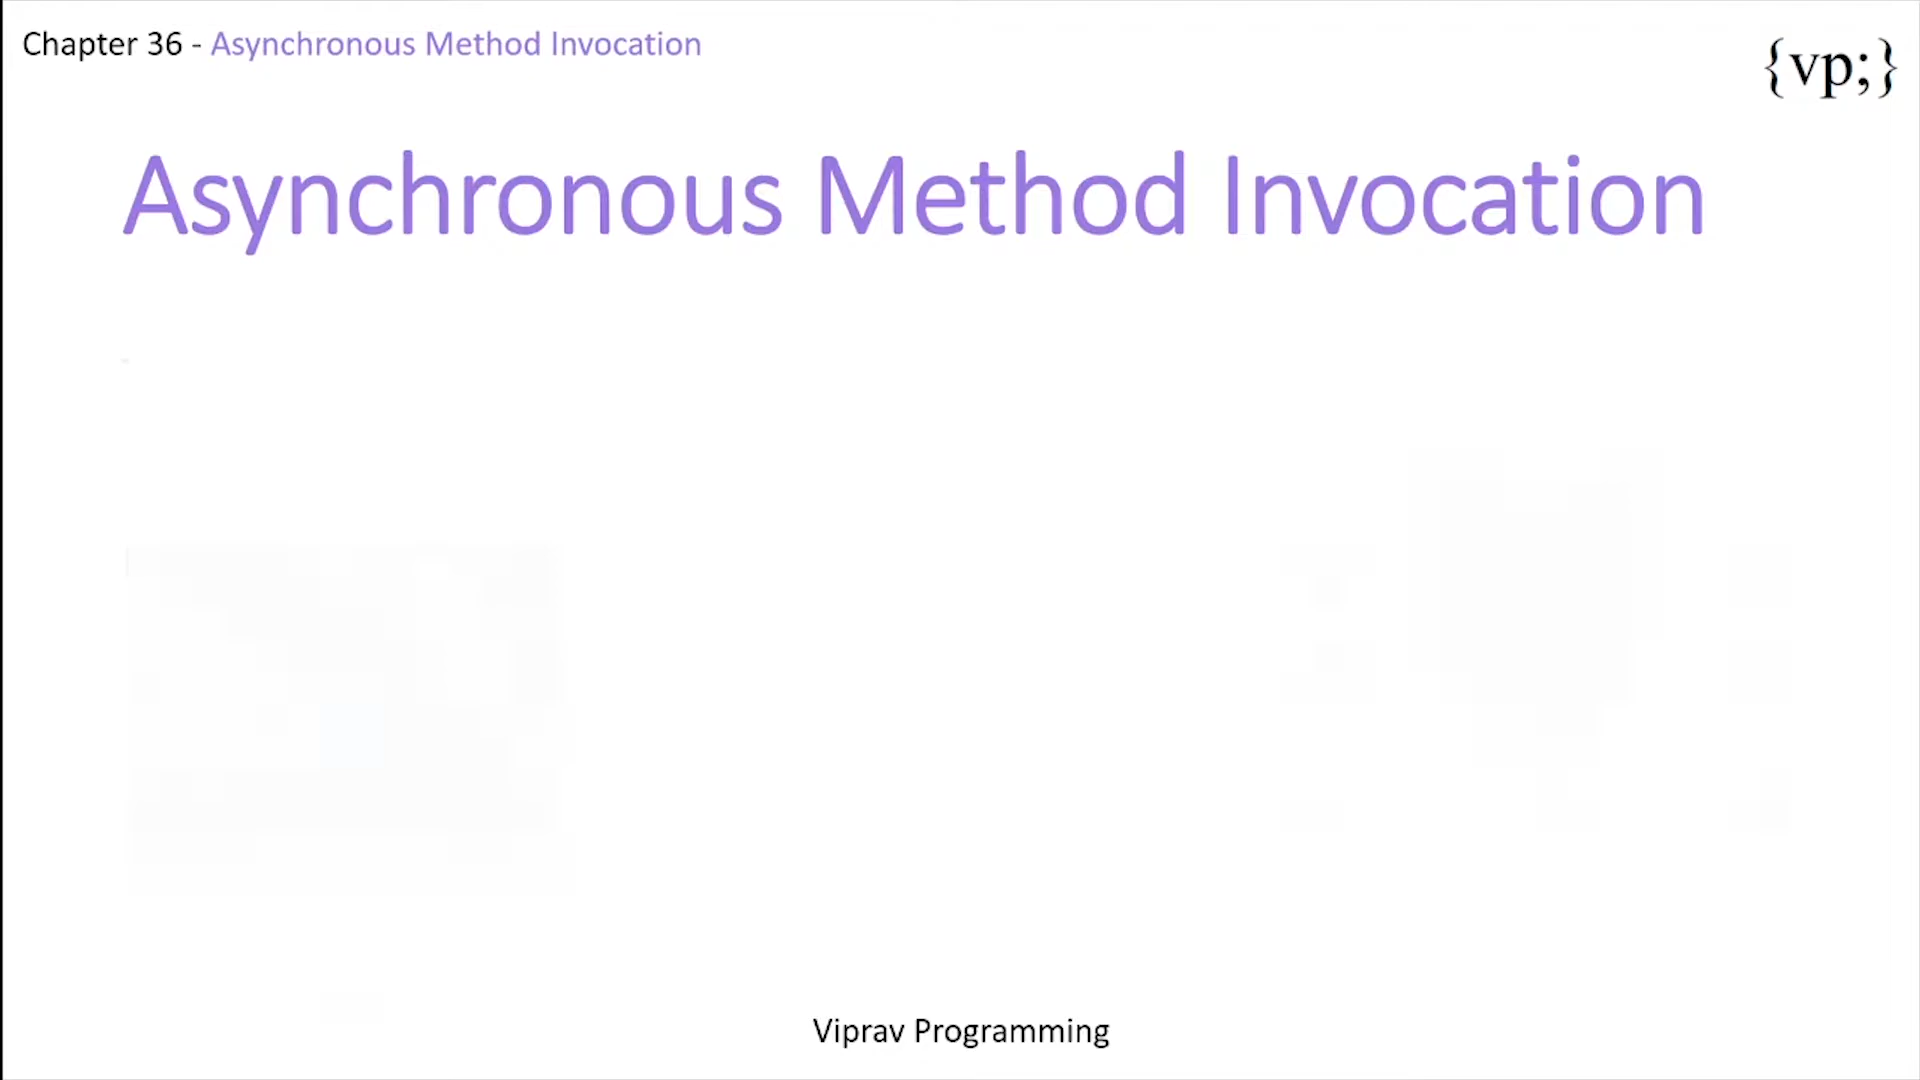 Chapter 36 - Asynchronous Method Invocation
{vp;}
Asynchronous Method Invocation
Viprav Programming